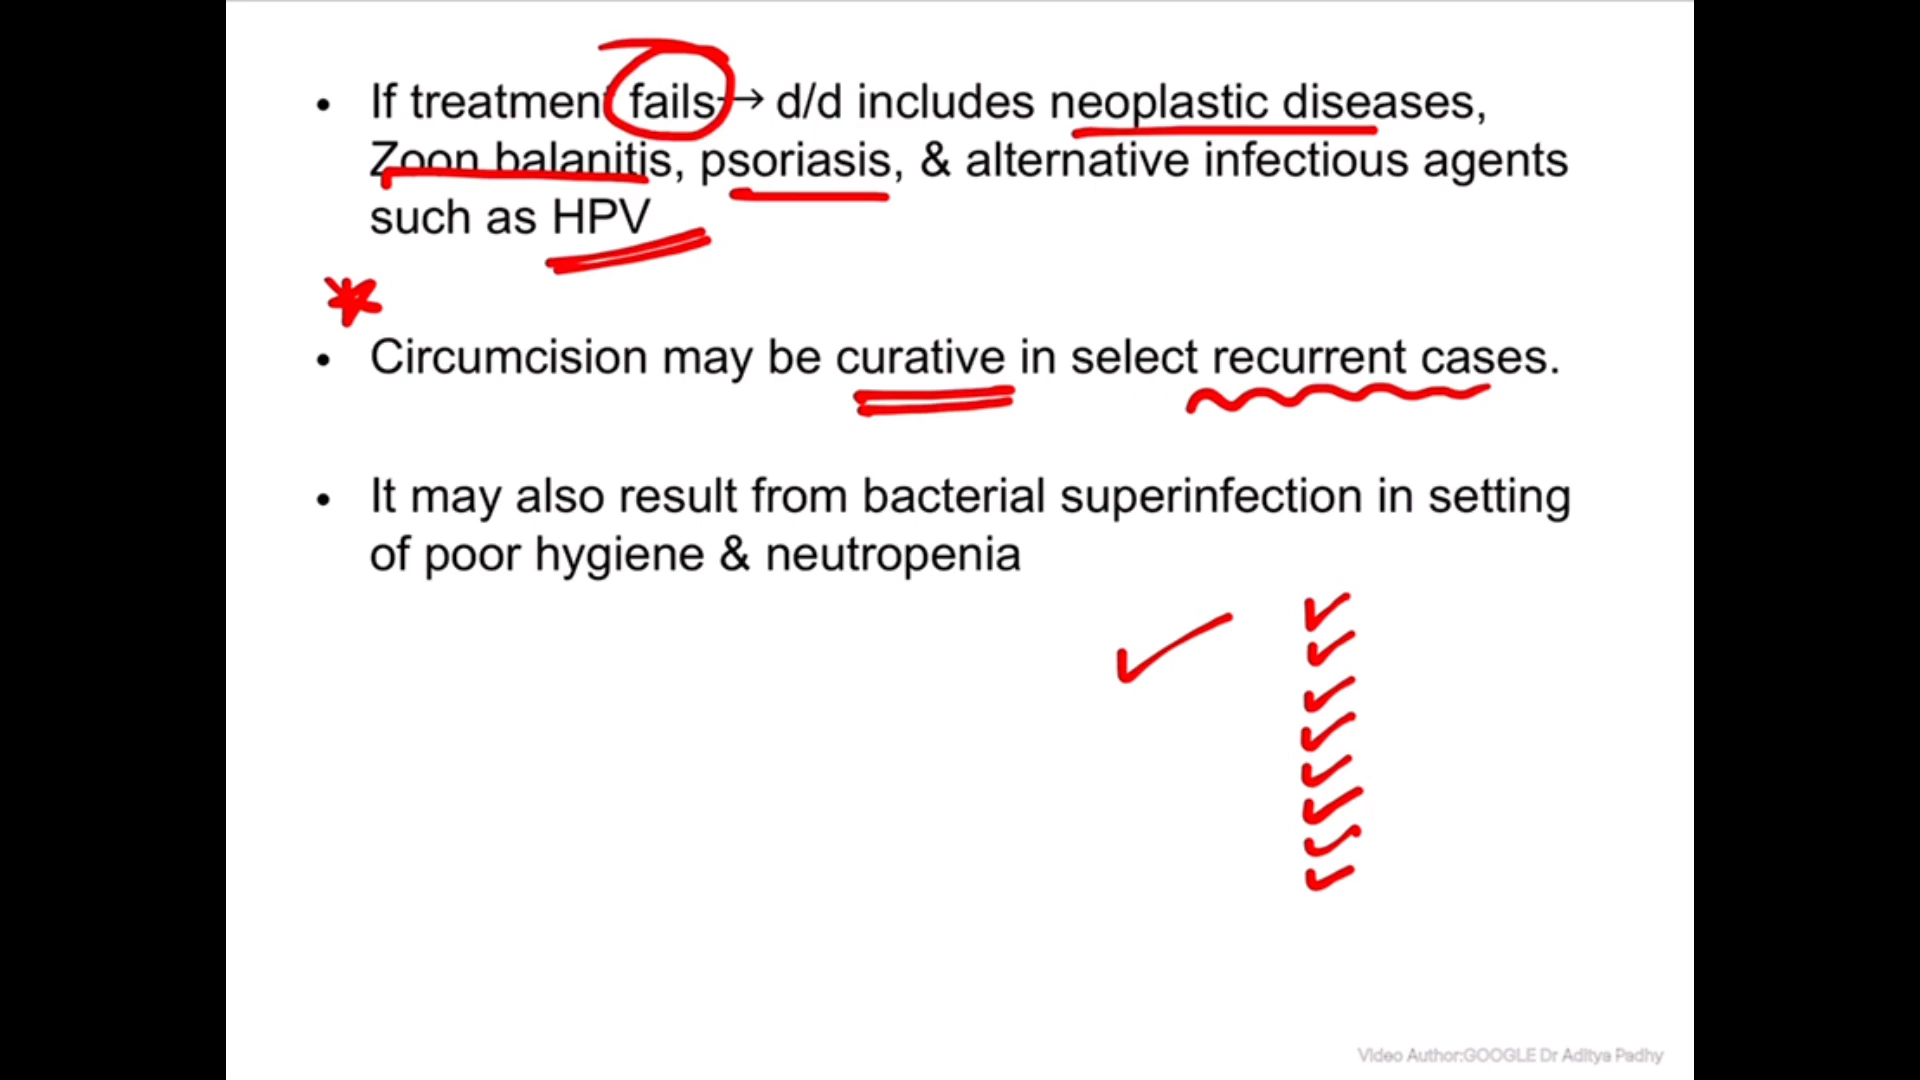 • If treatment fails→ d/d includes neoplastic diseases,
Zoon balanitis, psoriasis, & alternative infectious agents
such as HPV
• Circumcision may be curative in select recurrent cases.
• It may also result from bacterial superinfection in setting
of poor hygiene & neutropenia
Video Author:GOOGLE Dr Aditya Padhy